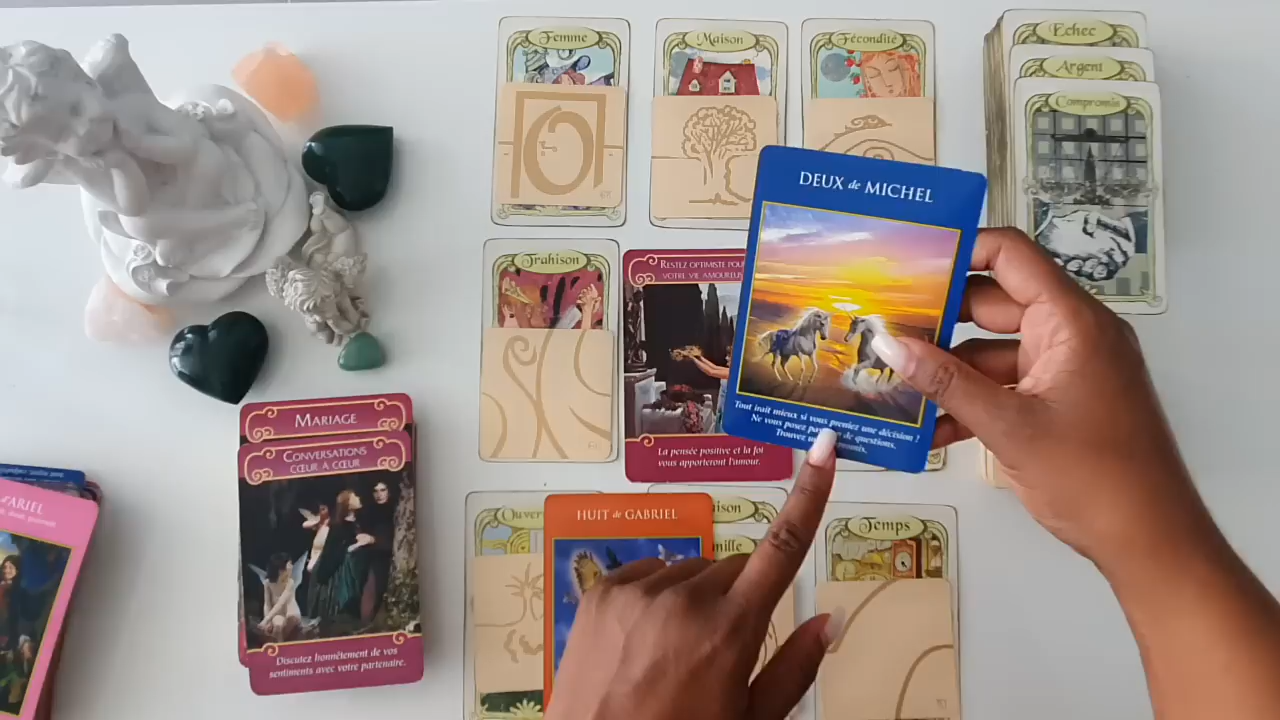 Femme
Maison
Fécondité
Echec
Argent
Compromis
DEUX de MICHEL
Tout irait mieux si vous preniez une décision !
Ne vous posez pas de questions.
Trouvez
Trahison
RESTEZ OPTIMISTE POUR
VOTRE VIE AMOUREUSE
La pensée positive et la foi
vous apporteront l'amour.
MARIAGE
CONVERSATIONS
CŒUR À CŒUR
Discutez honnêtement de vos
sentiments avec votre partenaire.
d'ARIEL
HUIT de GABRIEL
Temps